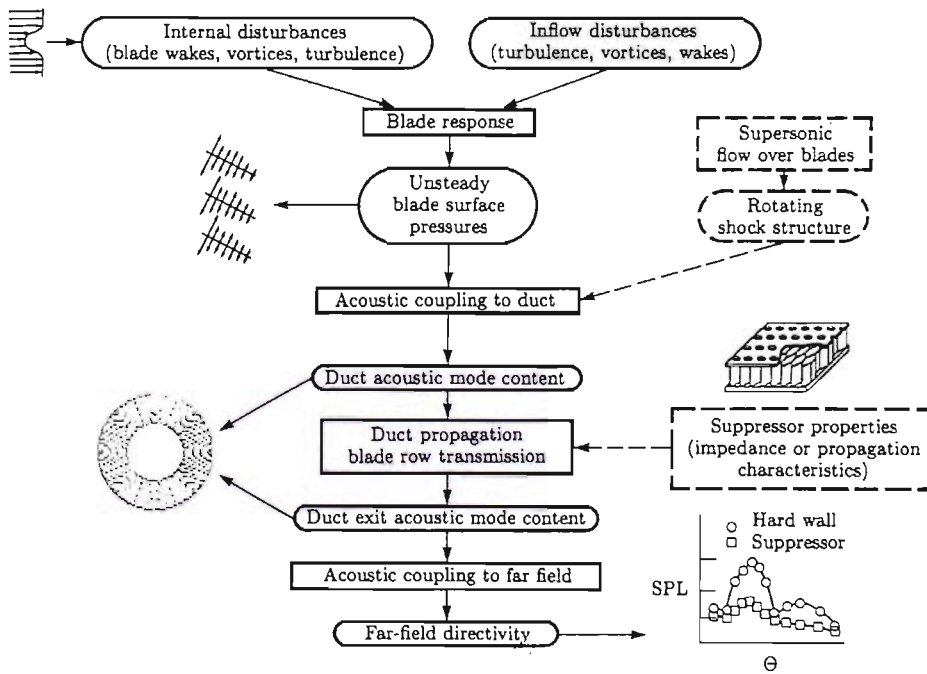 Internal disturbances
(blade wakes, vortices, turbulence)
Inflow disturbances
(turbulence, vortices, wakes)
Blade response
Supersonic
flow over blades
Unsteady
blade surface
pressures
Rotating
shock structure
Acoustic coupling to duct
Duct acoustic mode content
Duct propagation
blade row transmission
Suppressor properties
(impedance or propagation
characteristics)
Duct exit acoustic mode content
Hard wall
Suppressor
Acoustic coupling to far field
SPL
Far-field directivity
Θ